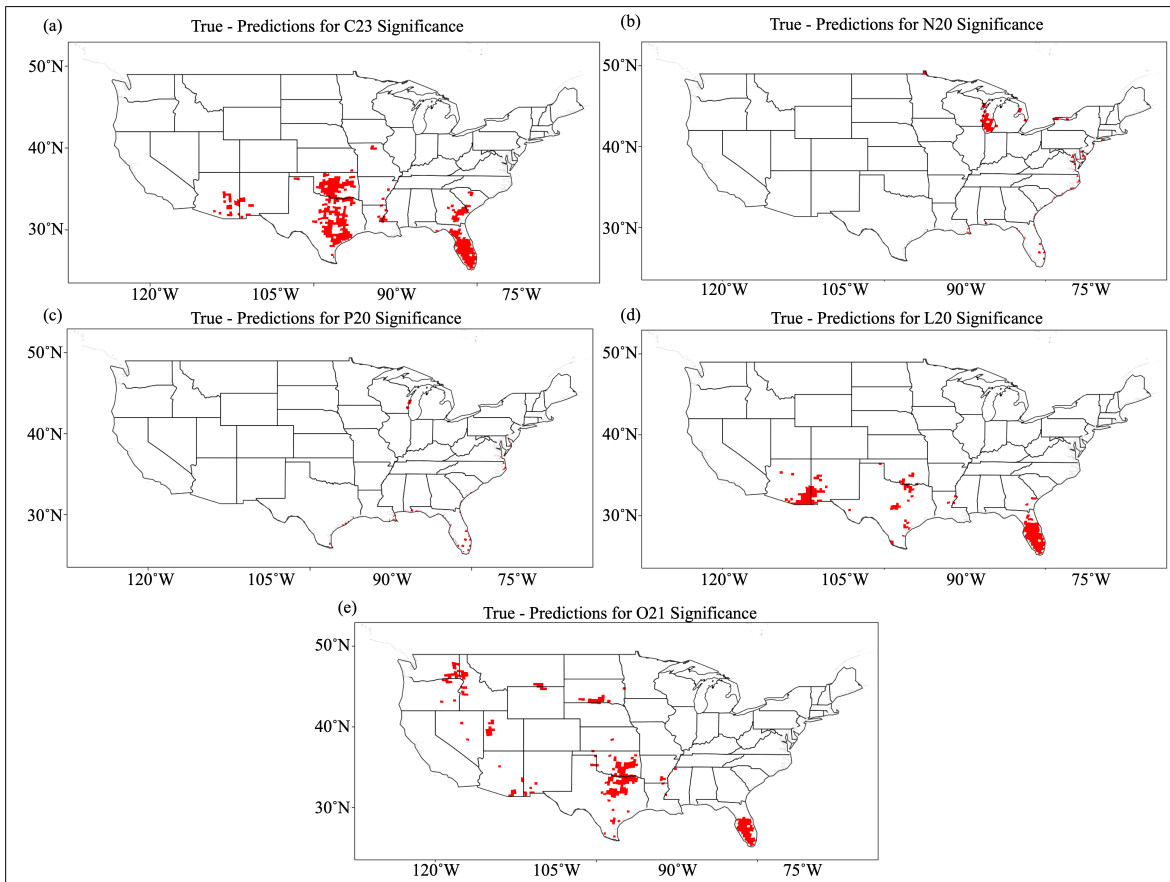 (a)
True - Predictions for C23 Significance
50˚N
40˚N
30˚N
120˚W 105˚W 90˚W 75˚W
(b)
True - Predictions for N20 Significance
50˚N
40˚N
30˚N
120˚W 105˚W 90˚W 75˚W
(c)
True - Predictions for P20 Significance
50˚N
40˚N
30˚N
120˚W 105˚W 90˚W 75˚W
(d)
True - Predictions for L20 Significance
50˚N
40˚N
30˚N
120˚W 105˚W 90˚W 75˚W
(e)
True - Predictions for O21 Significance
50˚N
40˚N
30˚N
120˚W 105˚W 90˚W 75˚W